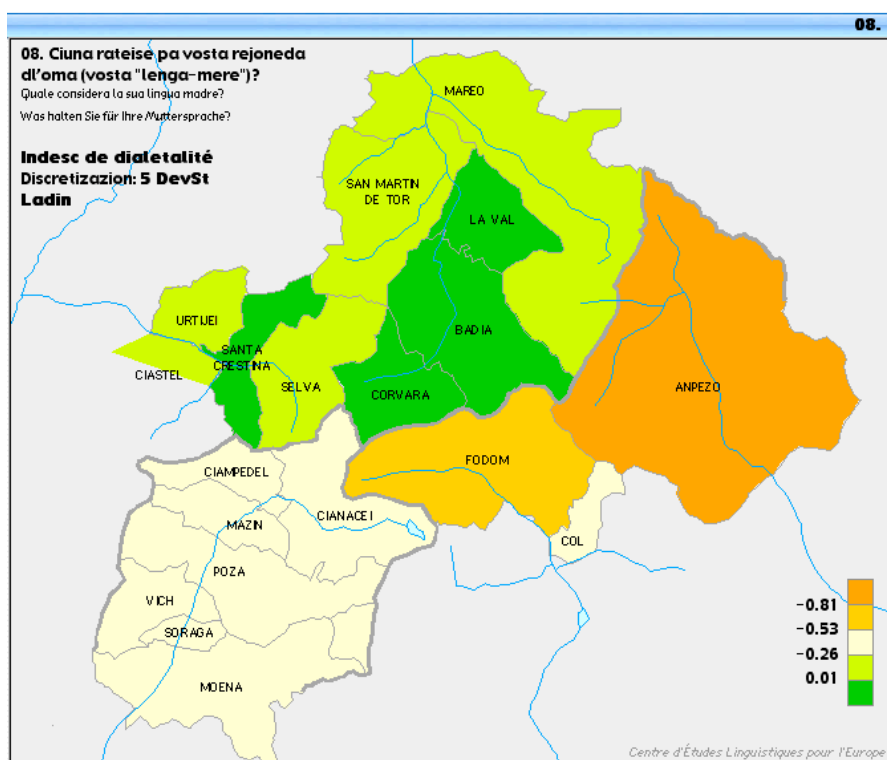 08.
08. Ciuna rateise pa vosta rejoneda
dl'oma (vosta "lenga-mere")?
Quale considera la sua lingua madre?
Was halten Sie für Ihre Muttersprache?
Indesc de dialetalité
Discretizazion: 5 DevSt
Ladin
MAREO
SAN MARTIN
DE TOR
LA VAL
URTIJEI
SANTA
CRESTINA
BADIA
CIASTEL
SELVA
CORVARA
ANPEZO
FODOM
CIAMPEDEL
CIANACEI
MAZIN
COL
POZA
VICH
SORAGA
MOENA
-0.81
-0.53
-0.26
0.01
Centre d'Études Linguistiques pour l'Europe